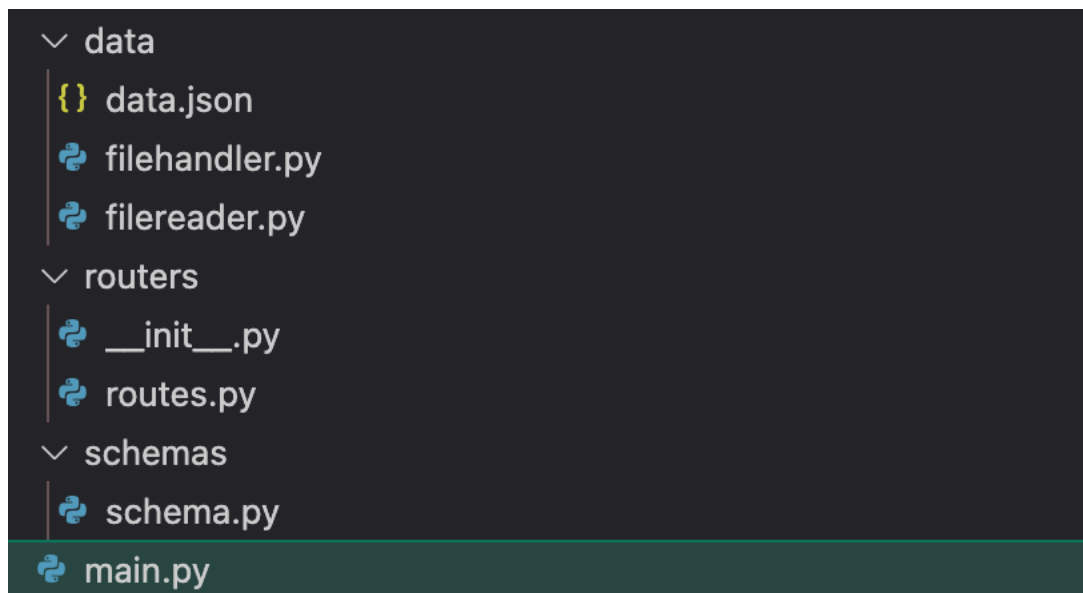 data
{} data.json
filehandler.py
filereader.py
routers
__init__.py
routes.py
schemas
schema.py
main.py